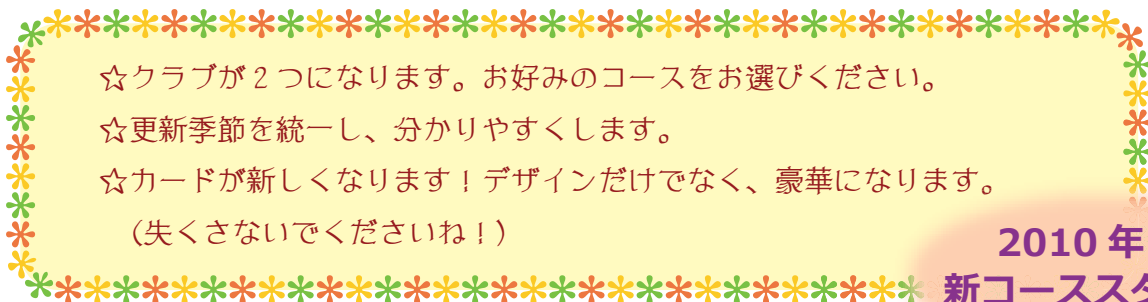 ☆クラブが2つになります。お好みのコースをお選びください。
☆更新季節を統一し、分かりやすくします。
☆カードが新しくなります！デザインだけでなく、豪華になります。
（失くさないでくださいね！）
2010 年
新コースス